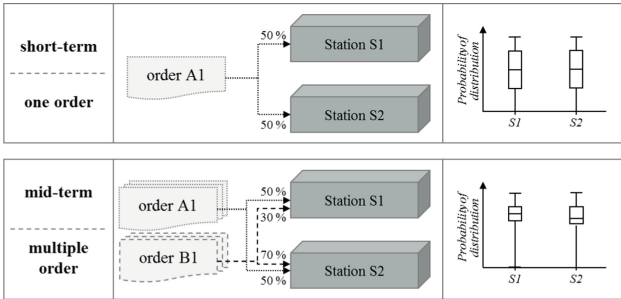 short-term
one order
order A1
50 %
Station S1
Station S2
50 %
Probability of
distribution
S1
S2
mid-term
multiple
order
order A1
order B1
50 %
30 %
Station S1
70 %
50 %
Station S2
Probability of
distribution
S1
S2